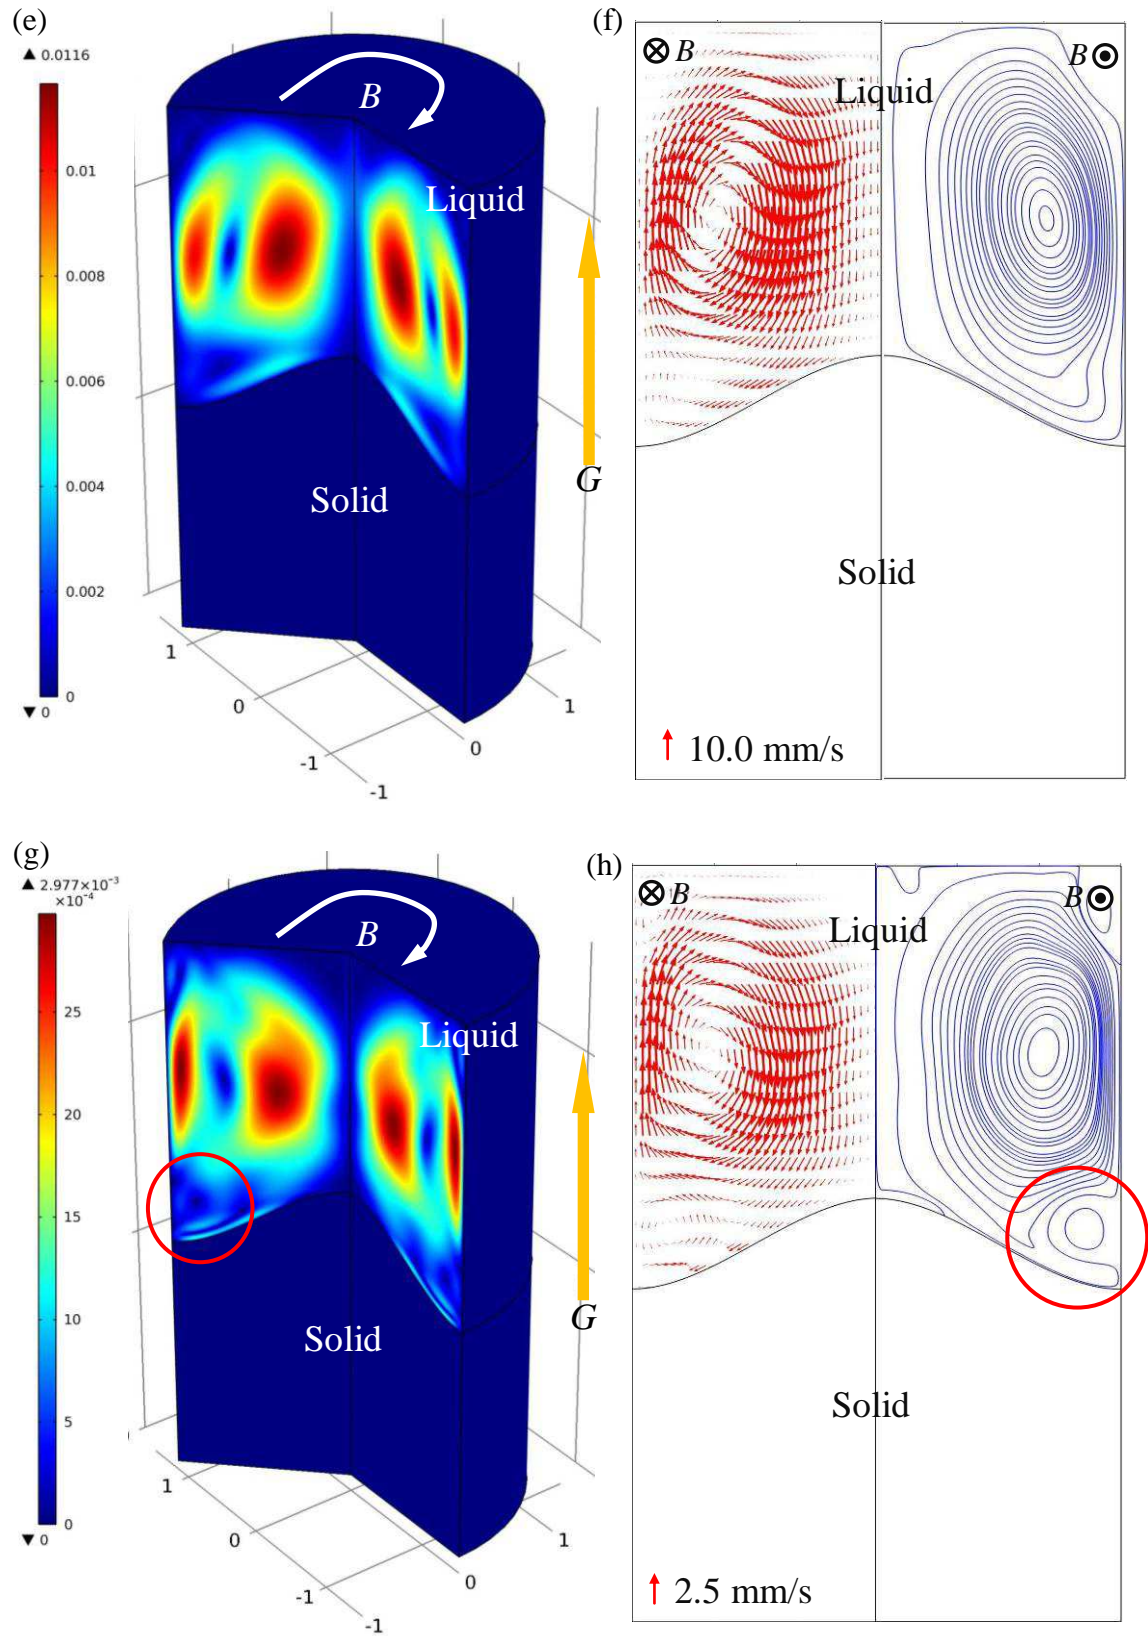 (e)
▲ 0.0116
0.01
0.008
0.006
0.004
0.002
0
▼ 0
B
Liquid
Solid
G
1
0
-1
-1
0
1
(f)
⊗ B
B ⊙
Liquid
Solid
10.0 mm/s
(g)
▲ 2.977×10⁻³
×10⁻⁴
25
20
15
10
5
0
▼ 0
B
Liquid
Solid
G
1
0
-1
-1
0
1
(h)
⊗ B
B ⊙
Liquid
Solid
2.5 mm/s